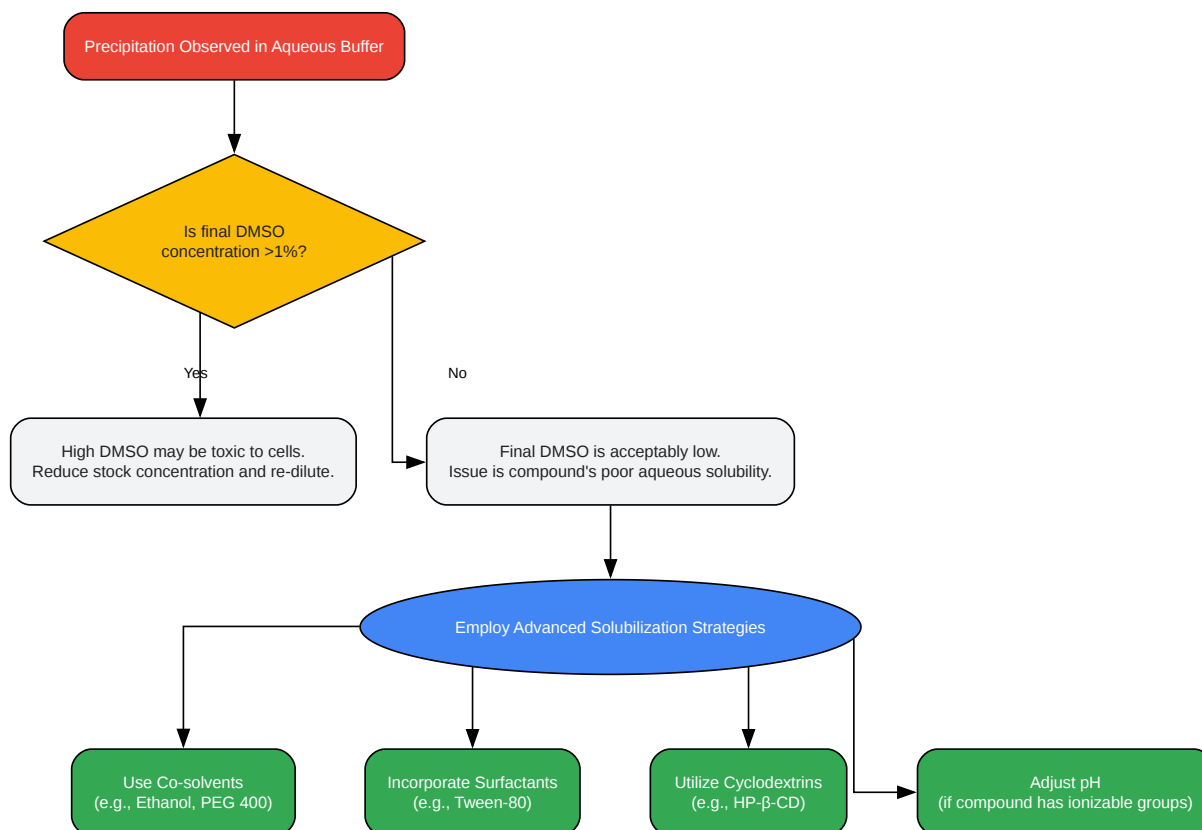 Precipitation Observed in Aqueous Buffer
Is final DMSO
concentration >1%?
Yes
No
High DMSO may be toxic to cells.
Reduce stock concentration and re-dilute.
Final DMSO is acceptably low.
Issue is compound's poor aqueous solubility.
Employ Advanced Solubilization Strategies
Use Co-solvents
(e.g., Ethanol, PEG 400)
Incorporate Surfactants
(e.g., Tween-80)
Utilize Cyclodextrins
(e.g., HP-β-CD)
Adjust pH
(if compound has ionizable groups)